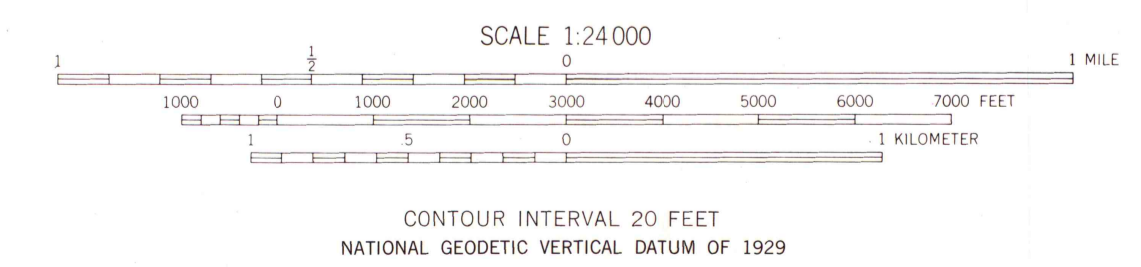 SCALE 1:24 000
1 1/2 0 1 MILE
1000 0 1000 2000 3000 4000 5000 6000 7000 FEET
1 .5 0 1 KILOMETER
CONTOUR INTERVAL 20 FEET
NATIONAL GEODETIC VERTICAL DATUM OF 1929